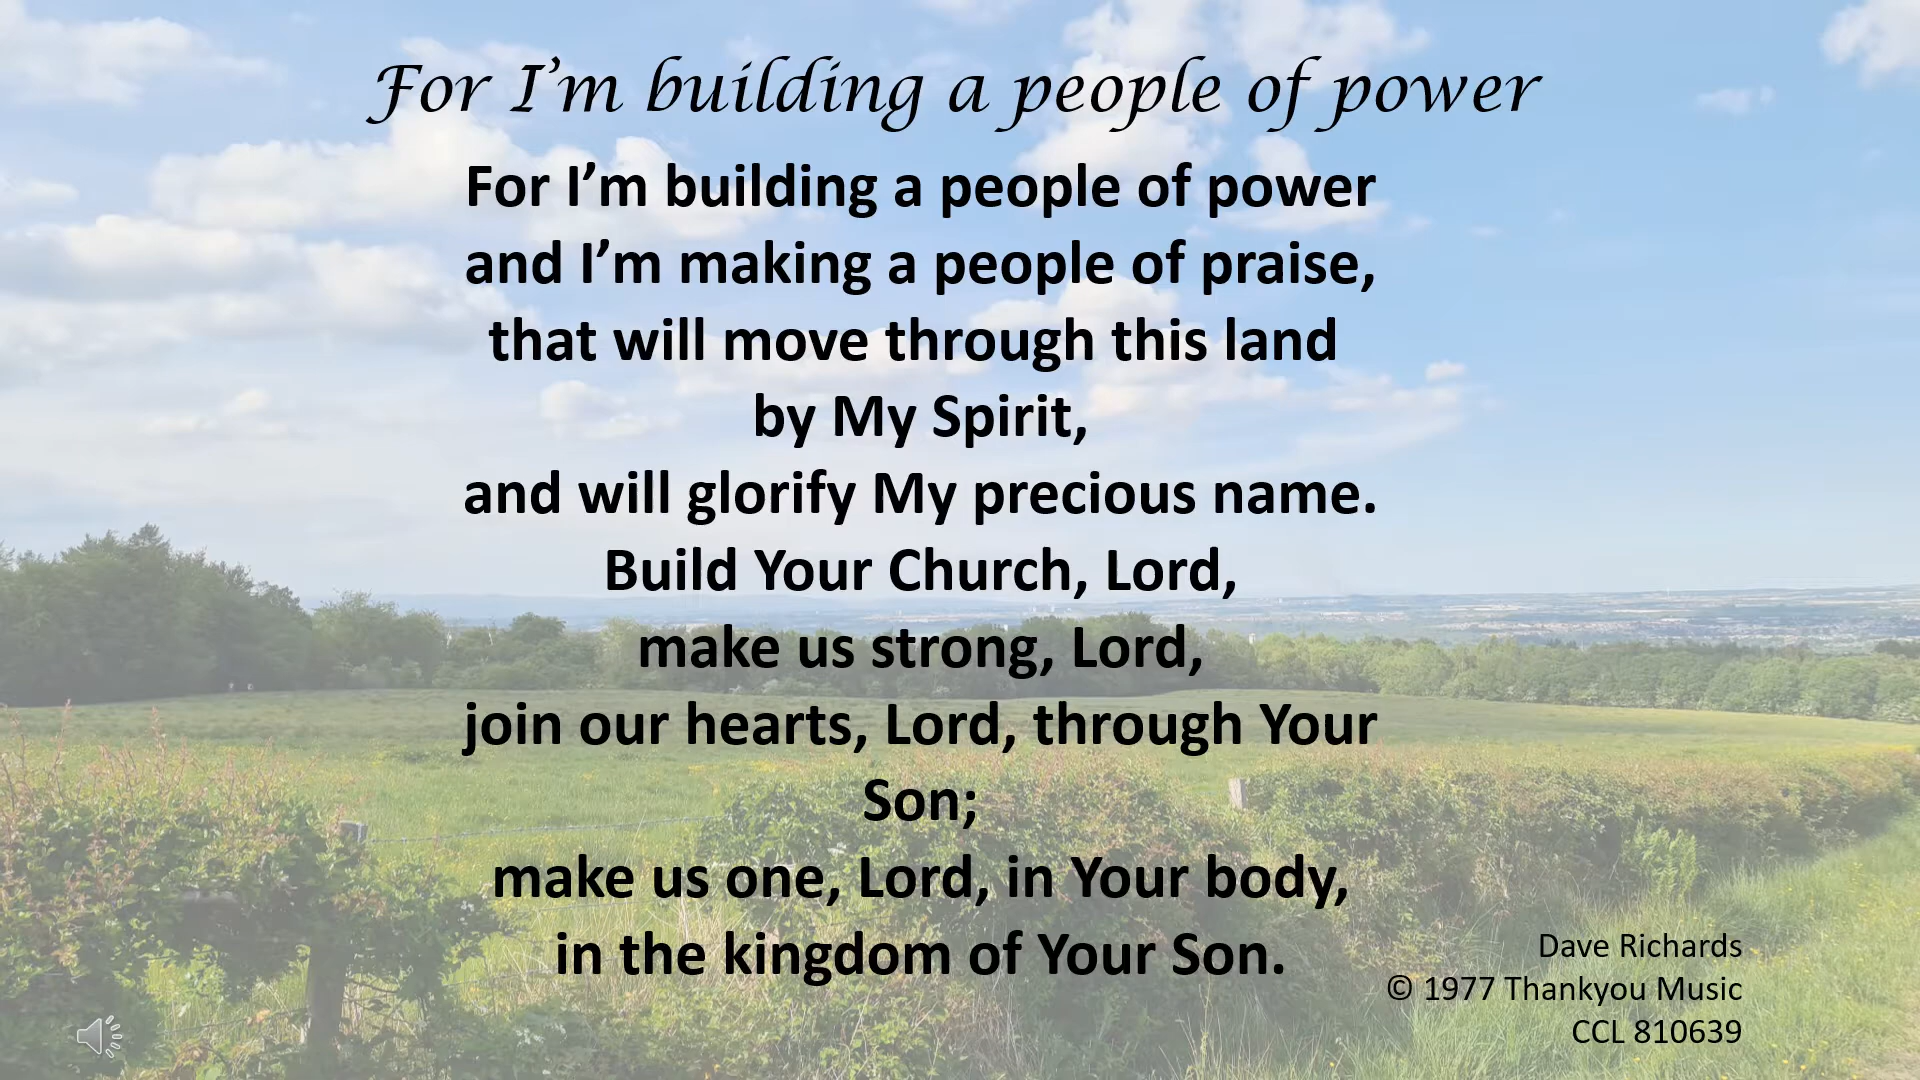 For I’m building a people of power
For I’m building a people of power
and I’m making a people of praise,
that will move through this land
by My Spirit,
and will glorify My precious name.
Build Your Church, Lord,
make us strong, Lord,
join our hearts, Lord, through Your
Son;
make us one, Lord, in Your body,
in the kingdom of Your Son.
Dave Richards
© 1977 Thankyou Music
CCL 810639